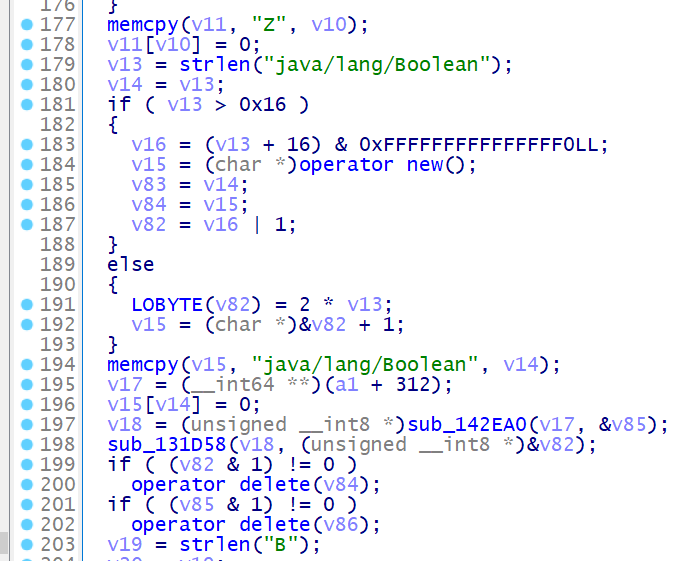 176 }
177 memcpy(v11, "Z", v10);
178 v11[v10] = 0;
179 v13 = strlen("java/lang/Boolean");
180 v14 = v13;
181 if ( v13 > 0x16 )
182 {
183 v16 = (v13 + 16) & 0xFFFFFFFFFFFFFFF0LL;
184 v15 = (char *)operator new();
185 v83 = v14;
186 v84 = v15;
187 v82 = v16 | 1;
188 }
189 else
190 {
191 LOBYTE(v82) = 2 * v13;
192 v15 = (char *)&v82 + 1;
193 }
194 memcpy(v15, "java/lang/Boolean", v14);
195 v17 = (__int64 **)(a1 + 312);
196 v15[v14] = 0;
197 v18 = (unsigned __int8 *)sub_142EA0(v17, &v85);
198 sub_131D58(v18, (unsigned __int8 *)&v82);
199 if ( (v82 & 1) != 0 )
200 operator delete(v84);
201 if ( (v85 & 1) != 0 )
202 operator delete(v86);
203 v19 = strlen("B");